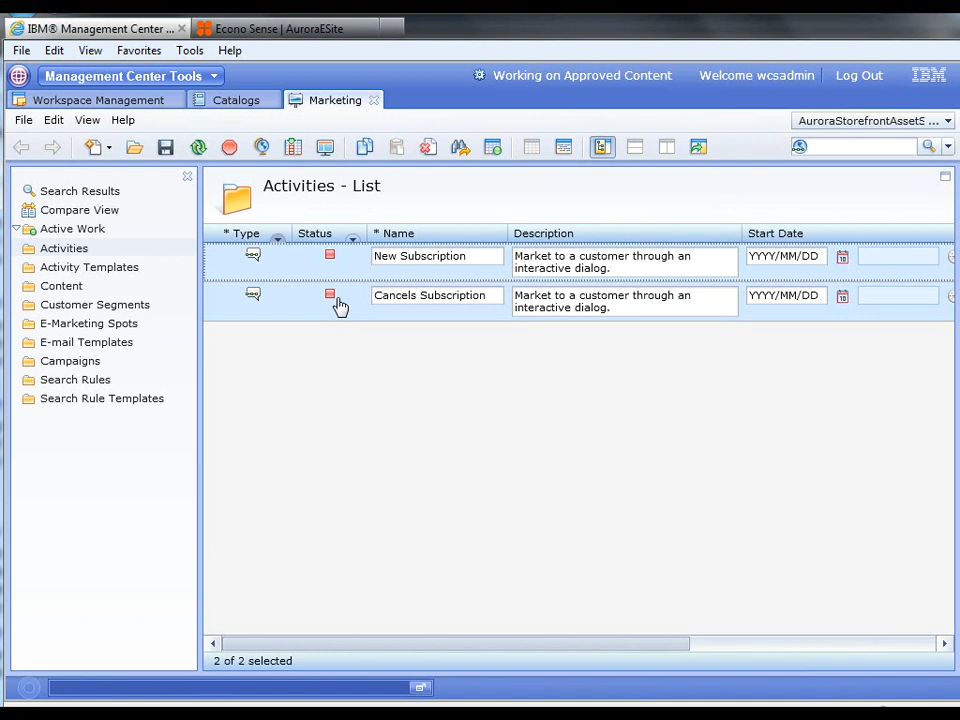 IBM® Management Center ...
Econo Sense | AuroraESite
File Edit View Favorites Tools Help
Management Center Tools
Working on Approved Content Welcome wcsadmin Log Out IBM
Workspace Management Catalogs Marketing
File Edit View Help
AuroraStorefrontAssetS ...
Search Results
Compare View
Active Work
Activities
Activity Templates
Content
Customer Segments
E-Marketing Spots
E-mail Templates
Campaigns
Search Rules
Search Rule Templates
Activities - List
* Type Status * Name Description Start Date
New Subscription Market to a customer through an YYYY/MM/DD
interactive dialog.
Cancels Subscription Market to a customer through an YYYY/MM/DD
interactive dialog.
2 of 2 selected